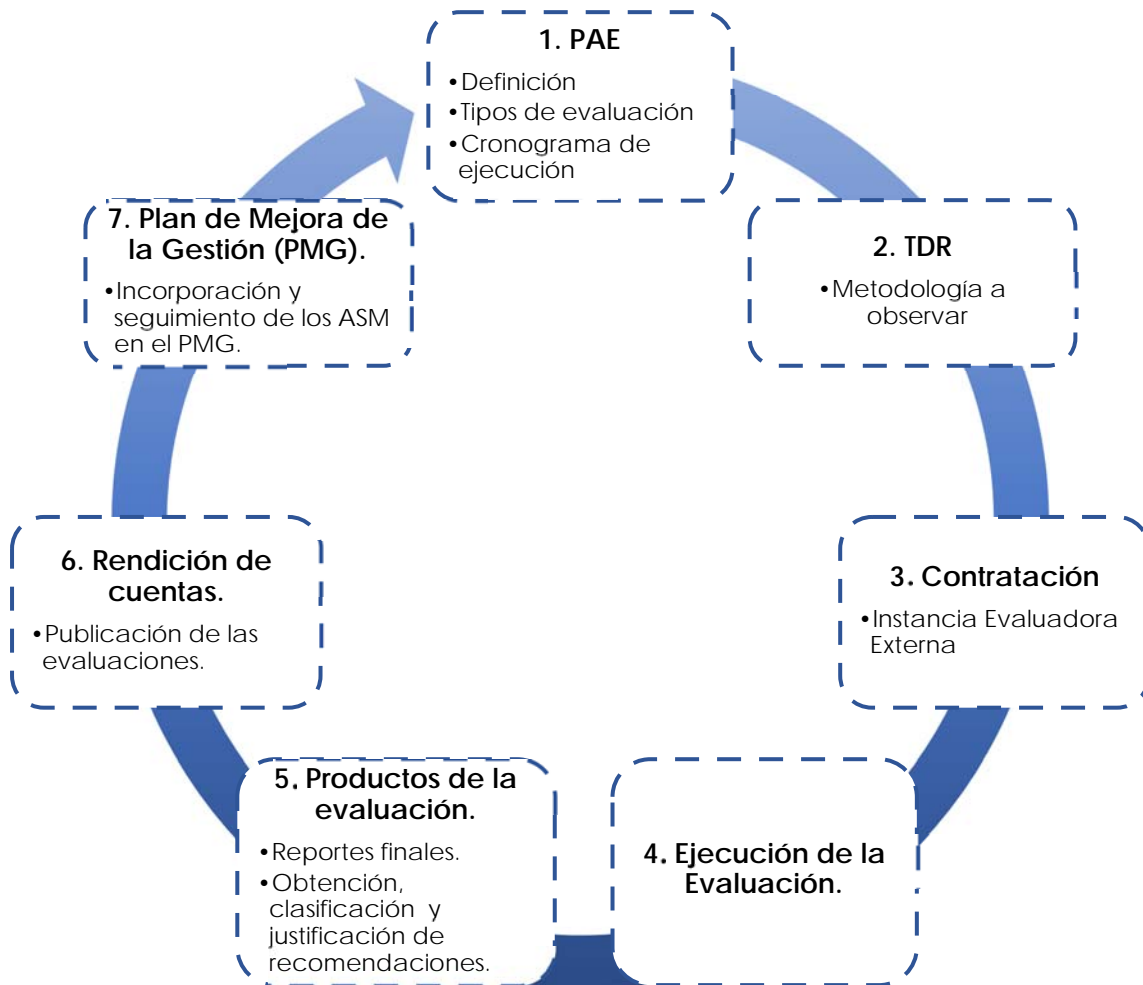 1. PAE
•Definición
•Tipos de evaluación
•Cronograma de
ejecución
2. TDR
•Metodología a
observar
3. Contratación
•Instancia Evaluadora
Externa
4. Ejecución de la
Evaluación.
5. Productos de la
evaluación.
•Reportes finales.
•Obtención,
clasificación y
justificación de
recomendaciones.
6. Rendición de
cuentas.
•Publicación de las
evaluaciones.
7. Plan de Mejora de
la Gestión (PMG).
•Incorporación y
seguimiento de los ASM
en el PMG.